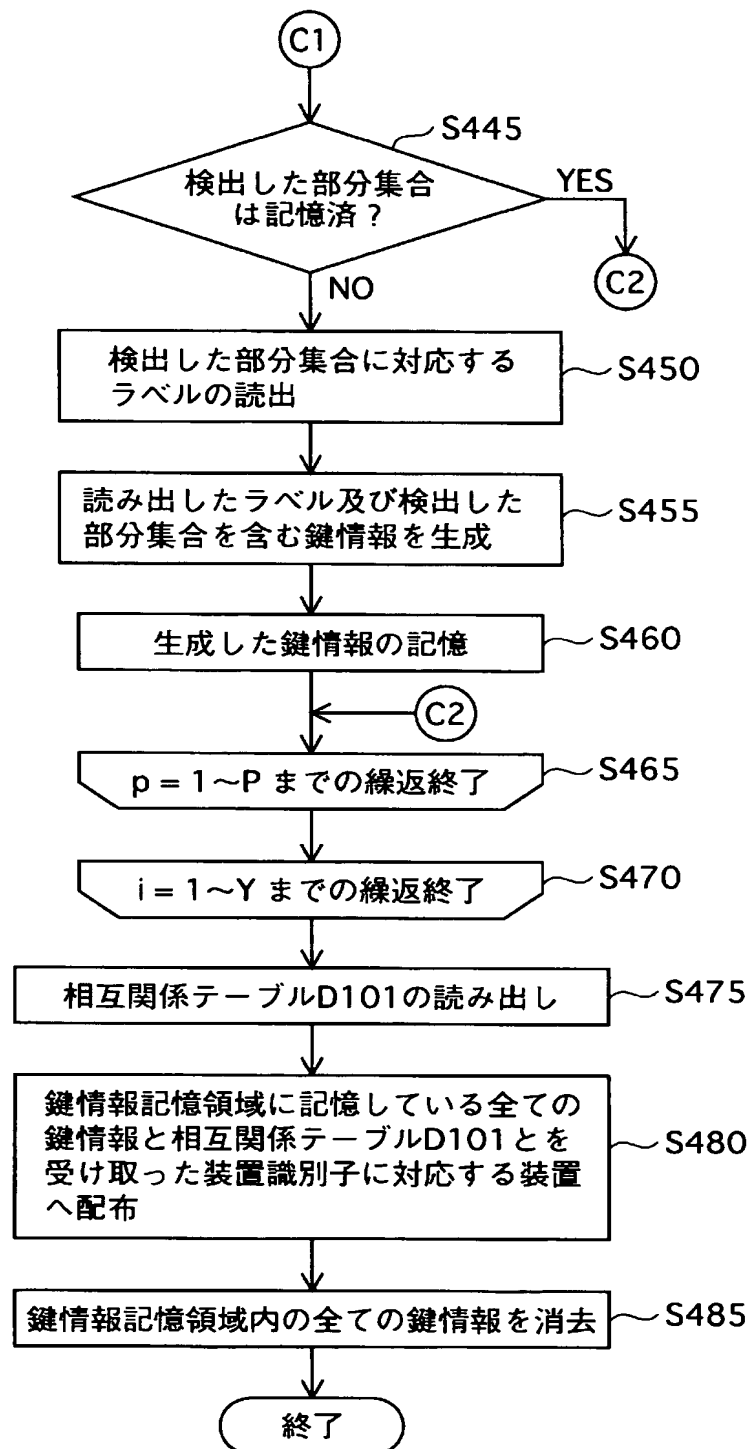 C1
S445
検出した部分集合
は記憶済？
YES
C2
NO
検出した部分集合に対応する
ラベルの読出
S450
読み出したラベル及び検出した
部分集合を含む鍵情報を生成
S455
生成した鍵情報の記憶
S460
C2
p = 1～P までの繰返終了
S465
i = 1～Y までの繰返終了
S470
相互関係テーブルD101の読み出し
S475
鍵情報記憶領域に記憶している全ての
鍵情報と相互関係テーブルD101とを
受け取った装置識別子に対応する装置
へ配布
S480
鍵情報記憶領域内の全ての鍵情報を消去
S485
終了